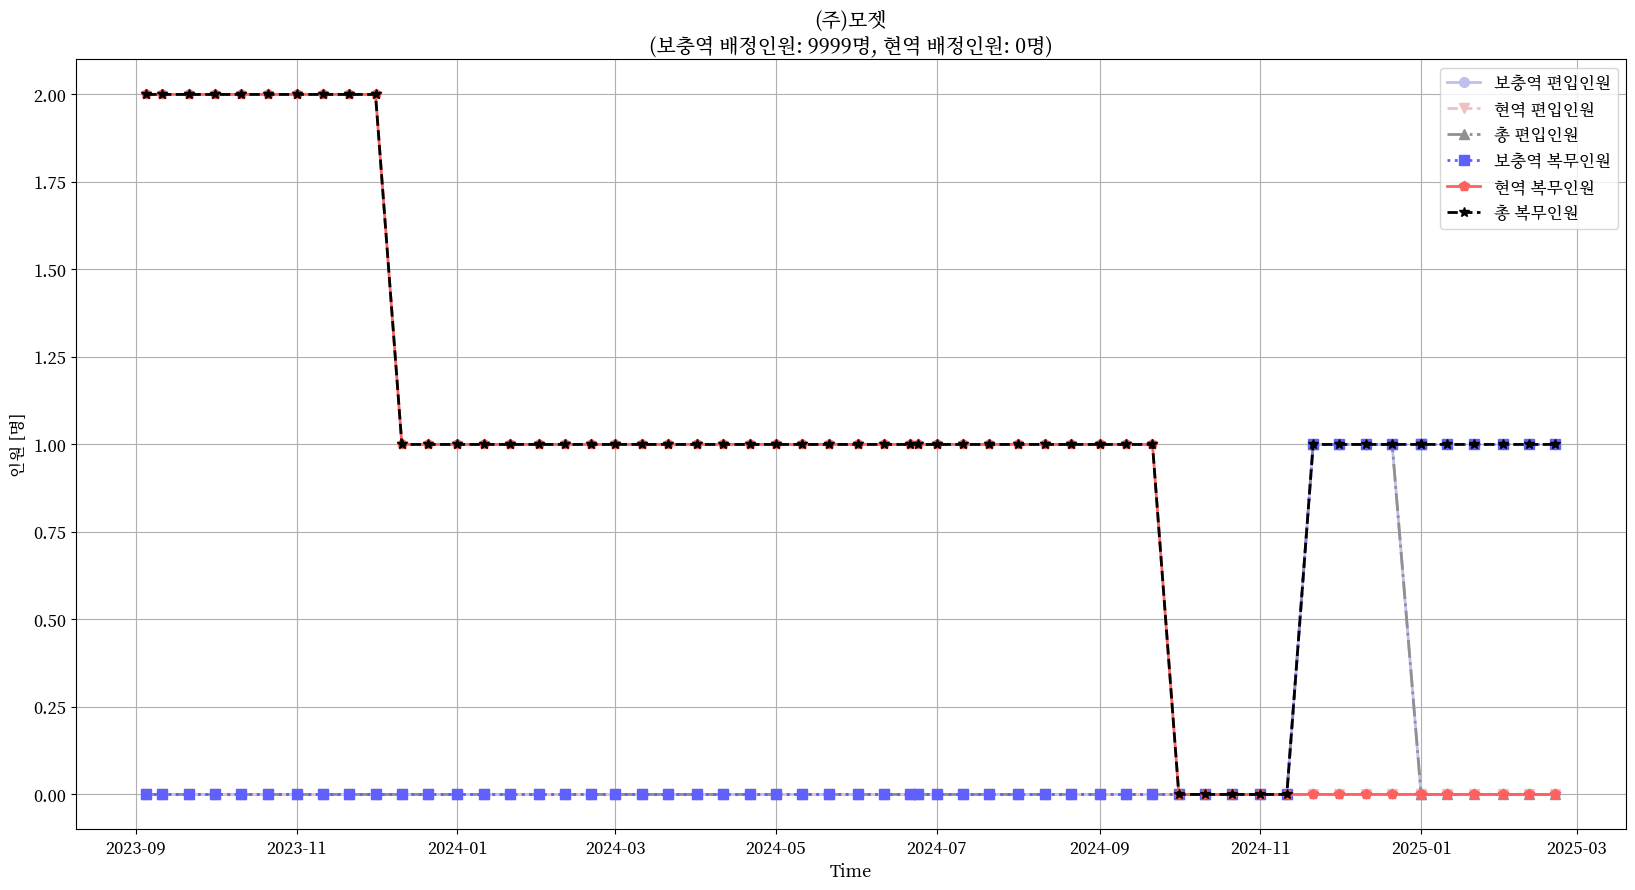 (주)모젯
(보충역 배정인원: 9999명, 현역 배정인원: 0명)
보충역 편입인원
현역 편입인원
총 편입인원
보충역 복무인원
현역 복무인원
총 복무인원
인원 [명]
2.00
1.75
1.50
1.25
1.00
0.75
0.50
0.25
0.00
2023-09 2023-11 2024-01 2024-03 2024-05 2024-07 2024-09 2024-11 2025-01 2025-03
Time